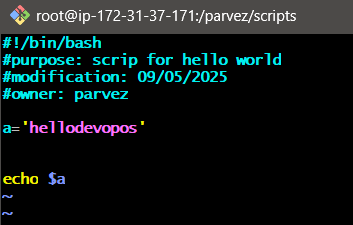 root@ip-172-31-37-171:/parvez/scripts
#!/bin/bash
#purpose: scrip for hello world
#modification: 09/05/2025
#owner: parvez
a='hellodevopos'
echo $a
~
~